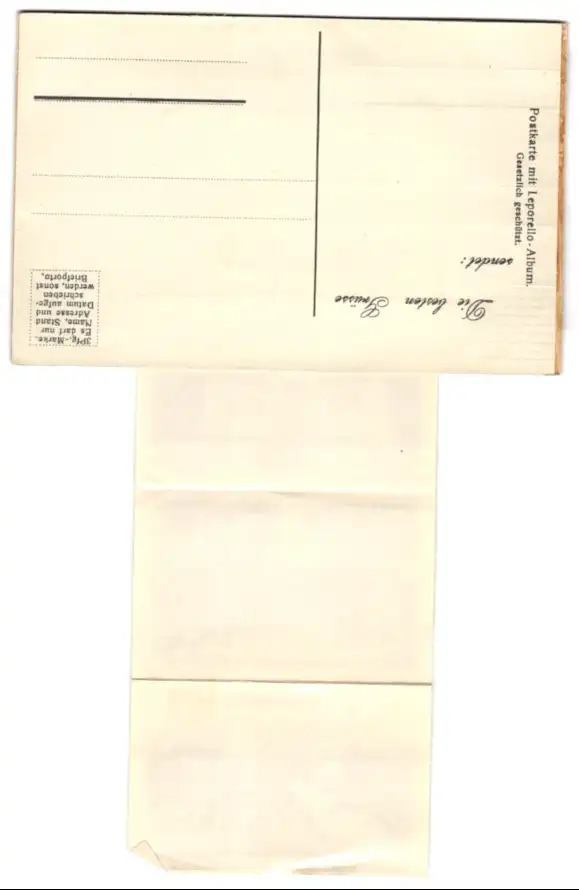 Die besten Grüsse
sendet:
Postkarte mit Leporello-Album.
Gesetzlich geschützt.
3Pfg.-Marke.
Es darf nur
Name, Stand
Adresse und
Datum aufge-
schrieben
werden, sonst
Briefporto,